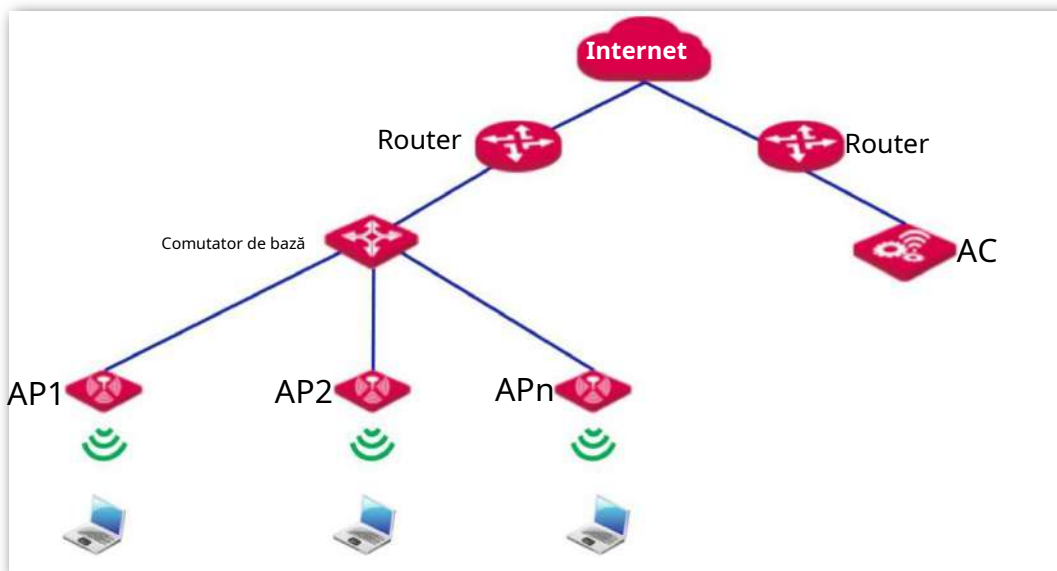 Internet
Router
Router
Comutator de bază
AC
AP1
AP2
APn